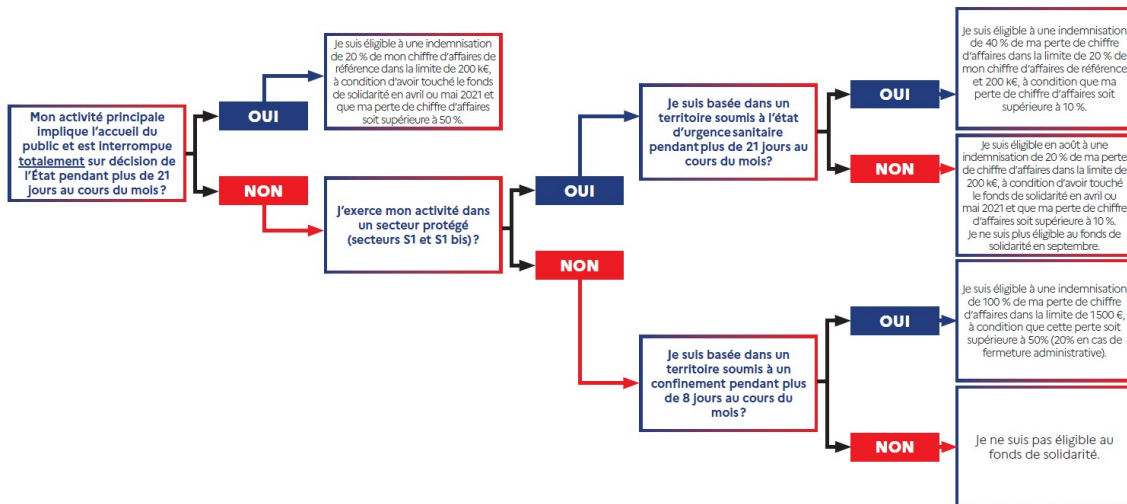 Mon activité principale
implique l'accueil du
public et est interrompue
totalement sur décision de
l'État pendant plus de 21
jours au cours du mois ?
OUI
Je suis éligible à une indemnisation
de 20 % de mon chiffre d'affaires de
référence dans la limite de 200 k€,
à condition d'avoir touché le fonds
de solidarité en avril ou mai 2021 et
que ma perte de chiffre d'affaires
soit supérieure à 50 %.
NON
J'exerce mon activité dans
un secteur protégé
(secteurs S1 et S1 bis) ?
OUI
Je suis basée dans un
territoire soumis à l'état
d'urgence sanitaire
pendant plus de 21 jours au
cours du mois?
OUI
Je suis éligible à une indemnisation
de 40 % de ma perte de chiffre
d'affaires dans la limite de 20 % de
mon chiffre d'affaires de référence
et 200 k€, à condition que ma
perte de chiffre d'affaires soit
supérieure à 10 %.
NON
Je suis éligible en août à une
indemnisation de 20 % de ma perte
de chiffre d'affaires dans la limite de
200 k€, à condition d'avoir touché
le fonds de solidarité en avril ou
mai 2021 et que ma perte de chiffre
d'affaires soit supérieure à 10 %.
Je ne suis plus éligible au fonds de
solidarité en septembre.
NON
Je suis basée dans un
territoire soumis à un
confinement pendant plus
de 8 jours au cours du
mois ?
OUI
Je suis éligible à une indemnisation
de 100 % de ma perte de chiffre
d'affaires dans la limite de 1500 €,
à condition que cette perte soit
supérieure à 50% (20% en cas de
fermeture administrative).
NON
Je ne suis pas éligible au
fonds de solidarité.